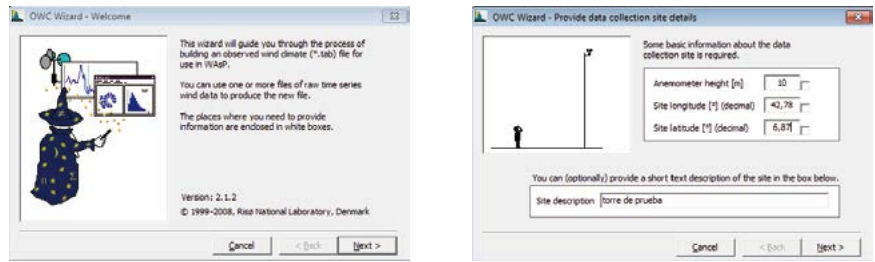 OWC Wizard - Welcome
This wizard will guide you through the process of
building an observed wind climate (*.tab) file for
use in WAsP.
You can use one or more files of raw time series
wind data to produce the new file.
The places where you need to provide
information are enclosed in white boxes.
Version: 2.1.2
© 1999-2008, Risø National Laboratory, Denmark
Cancel
< Back
Next >
OWC Wizard - Provide data collection site details
Some basic information about the data
collection site is required.
Anemometer height [m] 10
Site longitude [°] (decimal) 42,78
Site latitude [°] (decimal) 6,87
You can (optionally) provide a short text description of the site in the box below.
Site description torre de prueba
Cancel
< Back
Next >